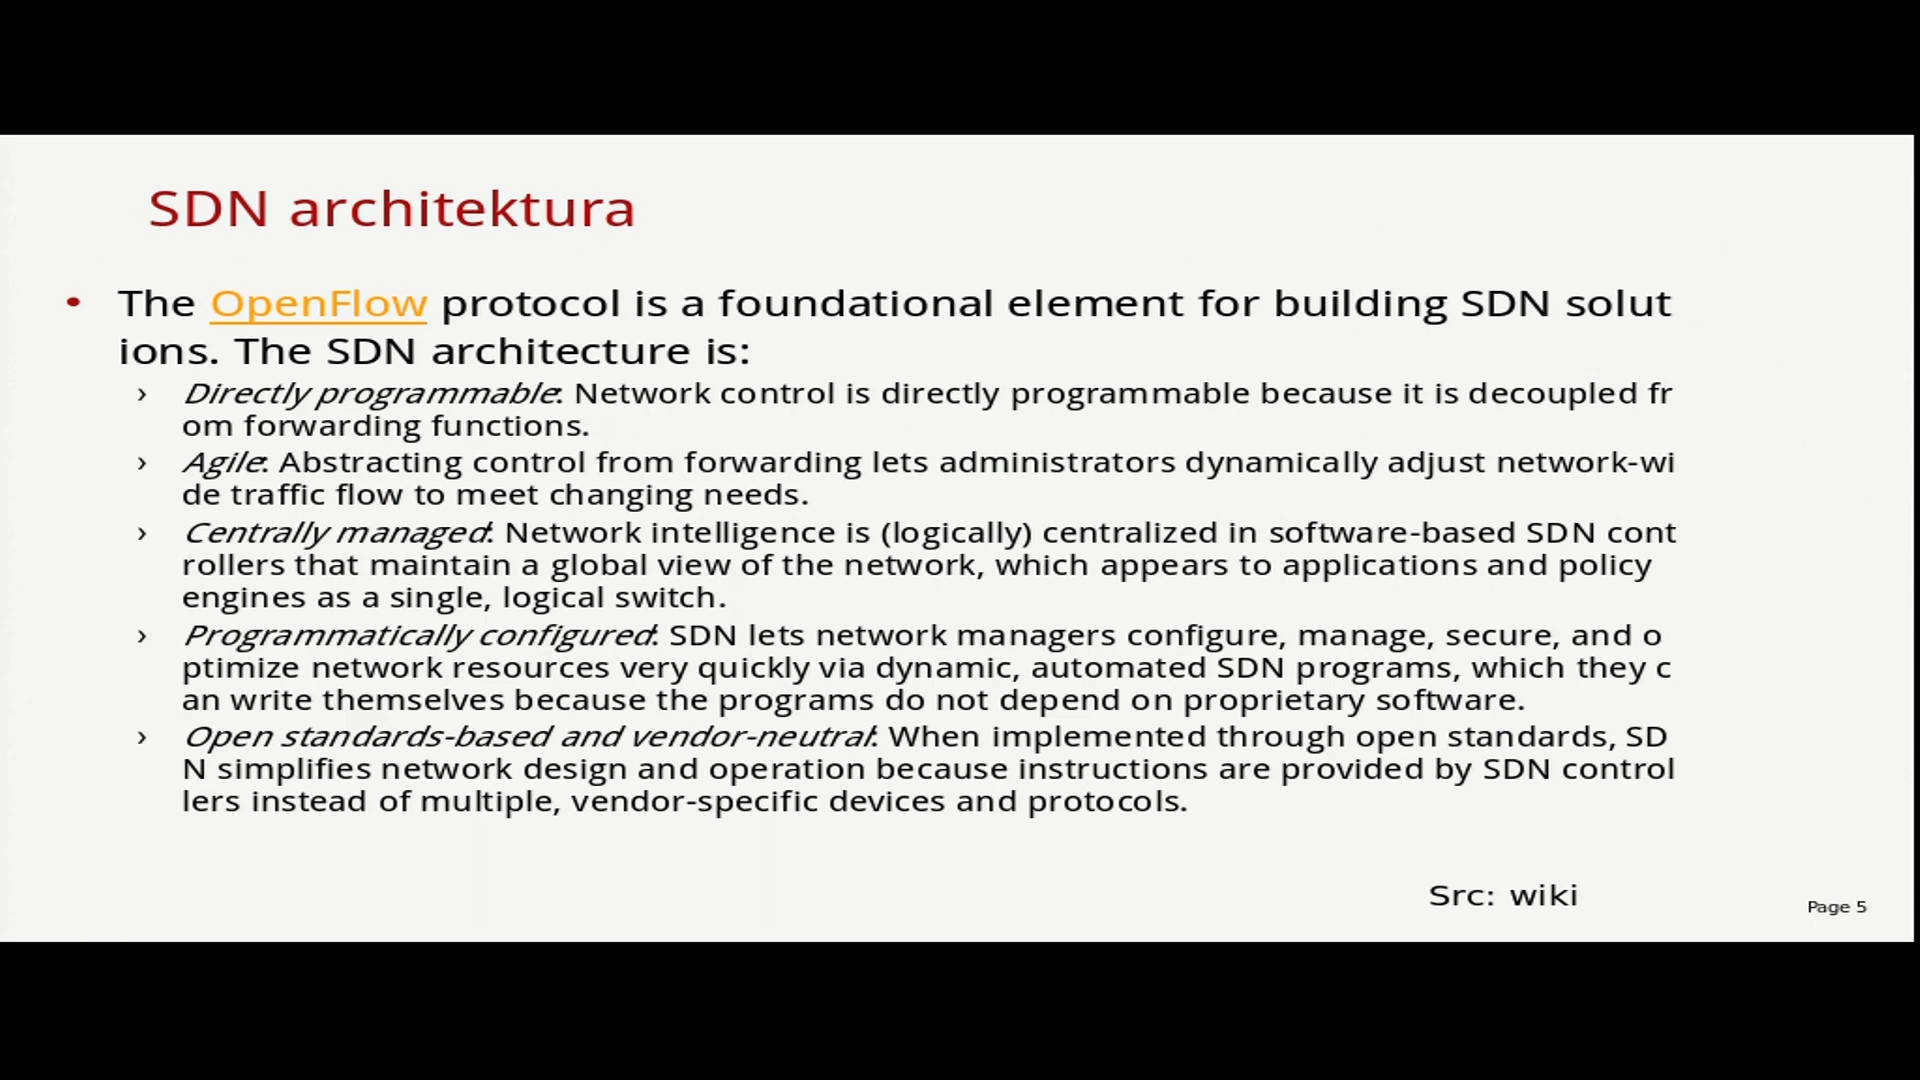 SDN architektura
• The OpenFlow protocol is a foundational element for building SDN solut
ions. The SDN architecture is:
› Directly programmable: Network control is directly programmable because it is decoupled fr
om forwarding functions.
› Agile: Abstracting control from forwarding lets administrators dynamically adjust network-wi
de traffic flow to meet changing needs.
› Centrally managed: Network intelligence is (logically) centralized in software-based SDN cont
rollers that maintain a global view of the network, which appears to applications and policy
engines as a single, logical switch.
› Programmatically configured: SDN lets network managers configure, manage, secure, and o
ptimize network resources very quickly via dynamic, automated SDN programs, which they c
an write themselves because the programs do not depend on proprietary software.
› Open standards-based and vendor-neutral: When implemented through open standards, SD
N simplifies network design and operation because instructions are provided by SDN control
lers instead of multiple, vendor-specific devices and protocols.
Src: wiki
Page 5